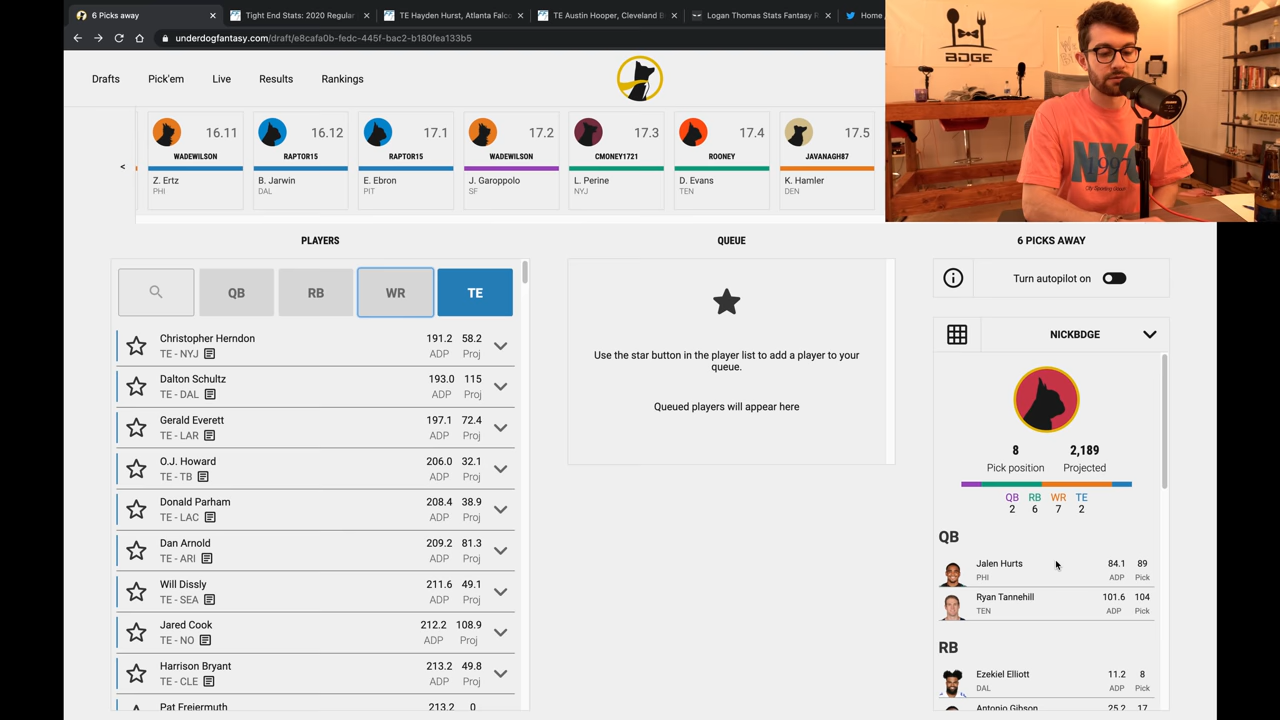 6 Picks away
Tight End Stats: 2020 Regular
TE Hayden Hurst, Atlanta Falc
TE Austin Hooper, Cleveland B
Logan Thomas Stats Fantasy F
Home
underdogfantasy.com/draft/e8cafa0b-fedc-445f-bac2-b180fea133b5
Drafts Pick'em Live Results Rankings
BDGE
NYC
1997
<
16.11
WADEWILSON
Z. Ertz
PHI
16.12
RAPTOR15
B. Jarwin
DAL
17.1
RAPTOR15
E. Ebron
PIT
17.2
WADEWILSON
J. Garoppolo
SF
17.3
CMONEY1721
L. Perine
NYJ
17.4
ROONEY
D. Evans
TEN
17.5
JAVANAGH87
K. Hamler
DEN
PLAYERS
QB RB WR TE
Christopher Herndon 191.2 58.2
TE - NYJ ADP Proj
Dalton Schultz 193.0 115
TE - DAL ADP Proj
Gerald Everett 197.1 72.4
TE - LAR ADP Proj
O.J. Howard 206.0 32.1
TE - TB ADP Proj
Donald Parham 208.4 38.9
TE - LAC ADP Proj
Dan Arnold 209.2 81.3
TE - ARI ADP Proj
Will Dissly 211.6 49.1
TE - SEA ADP Proj
Jared Cook 212.2 108.9
TE - NO ADP Proj
Harrison Bryant 213.2 49.8
TE - CLE ADP Proj
Pat Freiermuth 213.2 0
QUEUE
Use the star button in the player list to add a player to your
queue.
Queued players will appear here
6 PICKS AWAY
Turn autopilot on
NICKBDGE
8 2,189
Pick position Projected
QB RB WR TE
2 6 7 2
QB
Jalen Hurts 84.1 89
PHI ADP Pick
Ryan Tannehill 101.6 104
TEN ADP Pick
RB
Ezekiel Elliott 11.2 8
DAL ADP Pick
Antonio Gibson 25.2 17